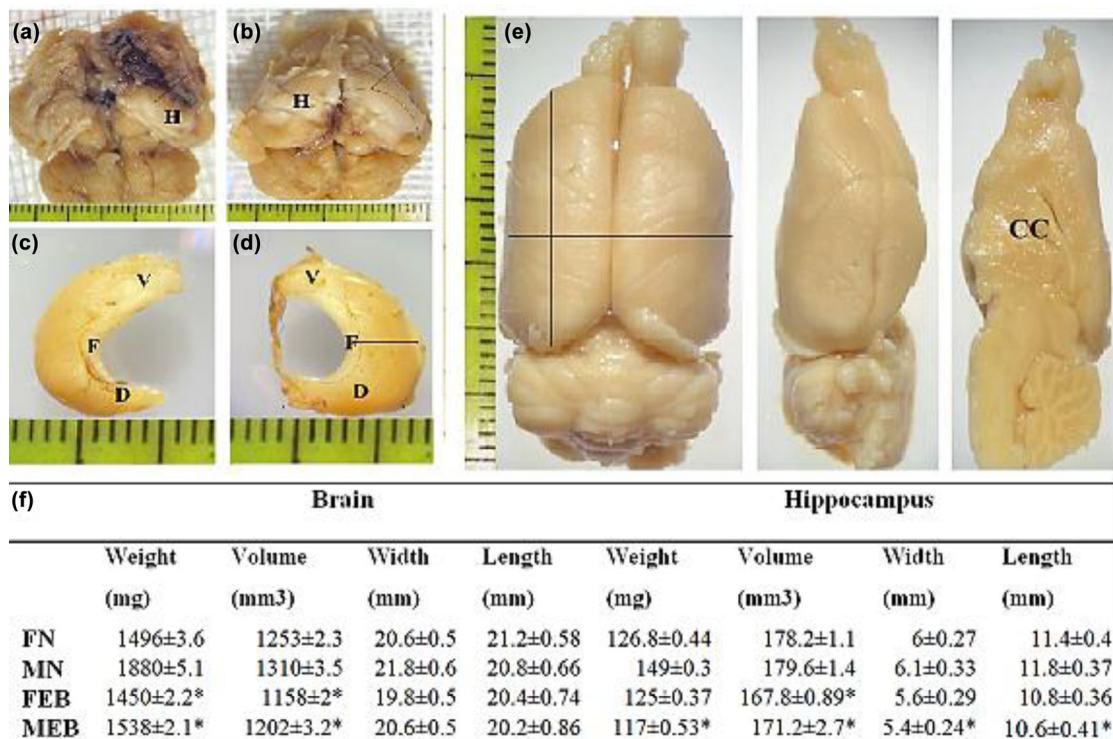 (a)
H
(b)
H
(c)
V
F
D
(d)
V
F
D
(e)
CC
(f) Brain Hippocampus
Weight Volume Width Length Weight Volume Width Length
(mg) (mm3) (mm) (mm) (mg) (mm3) (mm) (mm)
FN 1496±3.6 1253±2.3 20.6±0.5 21.2±0.58 126.8±0.44 178.2±1.1 6±0.27 11.4±0.4
MN 1880±5.1 1310±3.5 21.8±0.6 20.8±0.66 149±0.3 179.6±1.4 6.1±0.33 11.8±0.37
FEB 1450±2.2* 1158±2* 19.8±0.5 20.4±0.74 125±0.37 167.8±0.89* 5.6±0.29 10.8±0.36
MEB 1538±2.1* 1202±3.2* 20.6±0.5 20.2±0.86 117±0.53* 171.2±2.7* 5.4±0.24* 10.6±0.41*